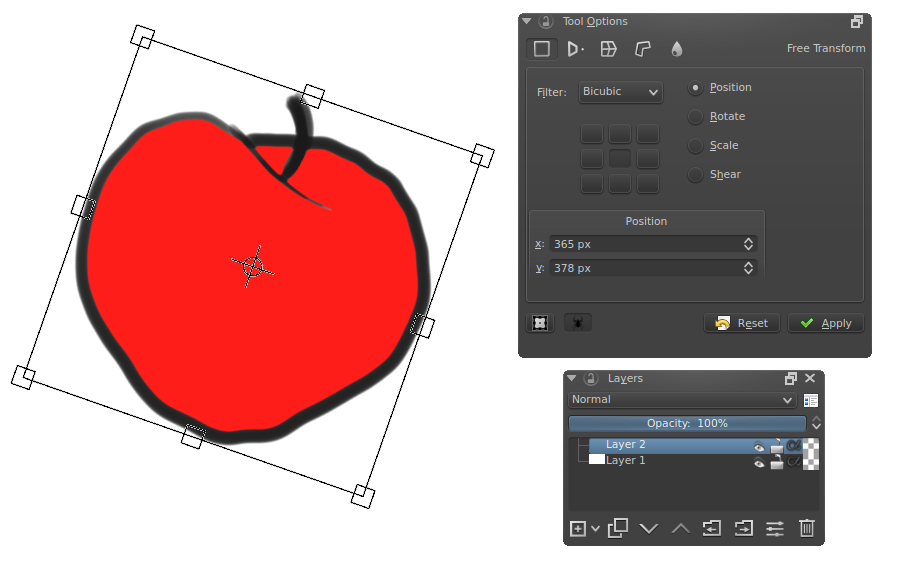 Tool Options
Free Transform
Filter: Bicubic
Position
Rotate
Scale
Shear
Position
x: 365 px
y: 378 px
Reset Apply
Layers
Normal
Opacity: 100%
Layer 2
Layer 1